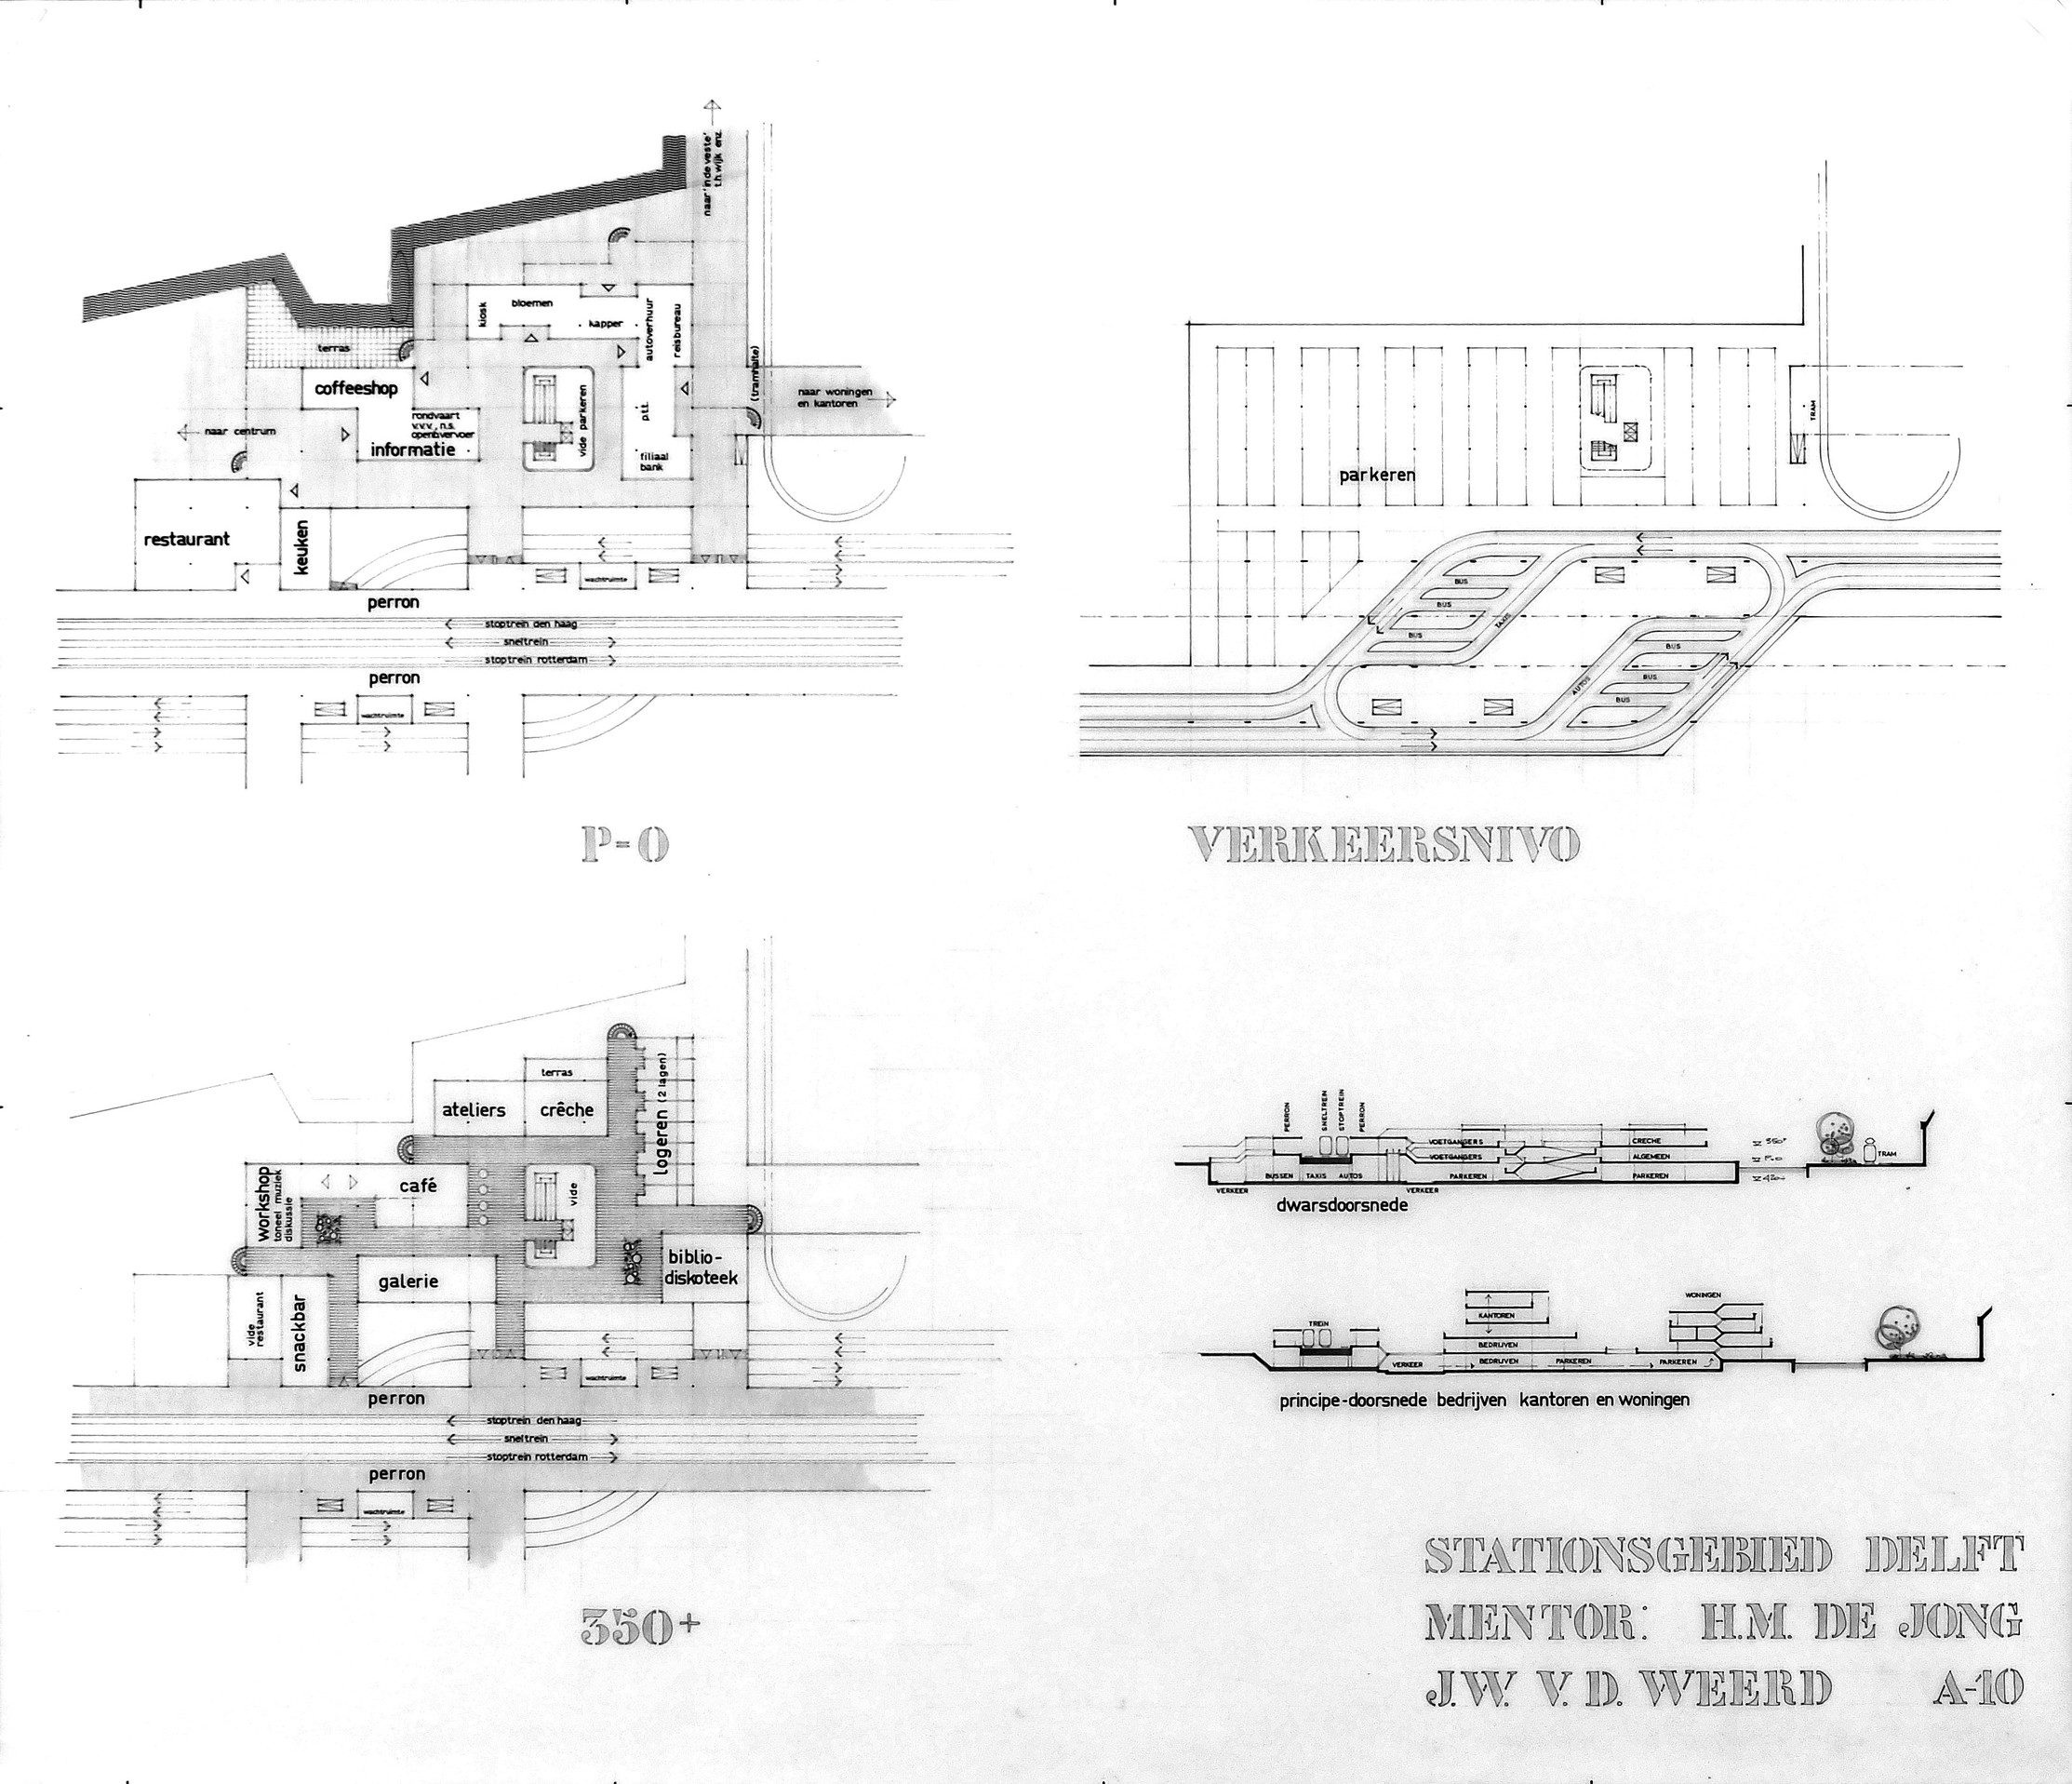 naar 'in de veste'
t.h. wijk enz.
kiosk
bloemen
kapper
autoverhuur
reisbureau
terras
coffeeshop
(tramhalte)
naar woningen
en kantoren
rondvaart
v.v.v., n.s.
openb.vervoer
informatie
naar centrum
vide parkeren
p.t.t.
filiaal
bank
restaurant
keuken
wachtruimte
perron
stoptrein den haag
sneltrein
stoptrein rotterdam
perron
wachtruimte
P=0
TRAM
parkeren
BUS
BUS
BUS
TAXIS
BUS
BUS
BUS
AUTOS
VERKEERSNIVO
terras
ateliers
crêche
logeren (2 lagen)
workshop
toneel muziek
diskussie
café
vide
galerie
biblio-
diskoteek
vide
restaurant
snackbar
wachtruimte
perron
stoptrein den haag
sneltrein
stoptrein rotterdam
perron
wachtruimte
350+
PERRON
SNELTREIN
STOPTREIN
PERRON
VOETGANGERS
CRECHE
350+
VOETGANGERS
ALGEMEEN
P=0
TRAM
BUSSEN
TAXIS
AUTOS
PARKEREN
PARKEREN
VERKEER
VERKEER
dwarsdoorsnede
WONINGEN
KANTOREN
TREIN
BEDRIJVEN
VERKEER
BEDRIJVEN
PARKEREN
PARKEREN
principe-doorsnede bedrijven kantoren en woningen
STATIONSGEBIED DELFT
MENTOR: H.M. DE JONG
J.W. V.D. WEERD A-10